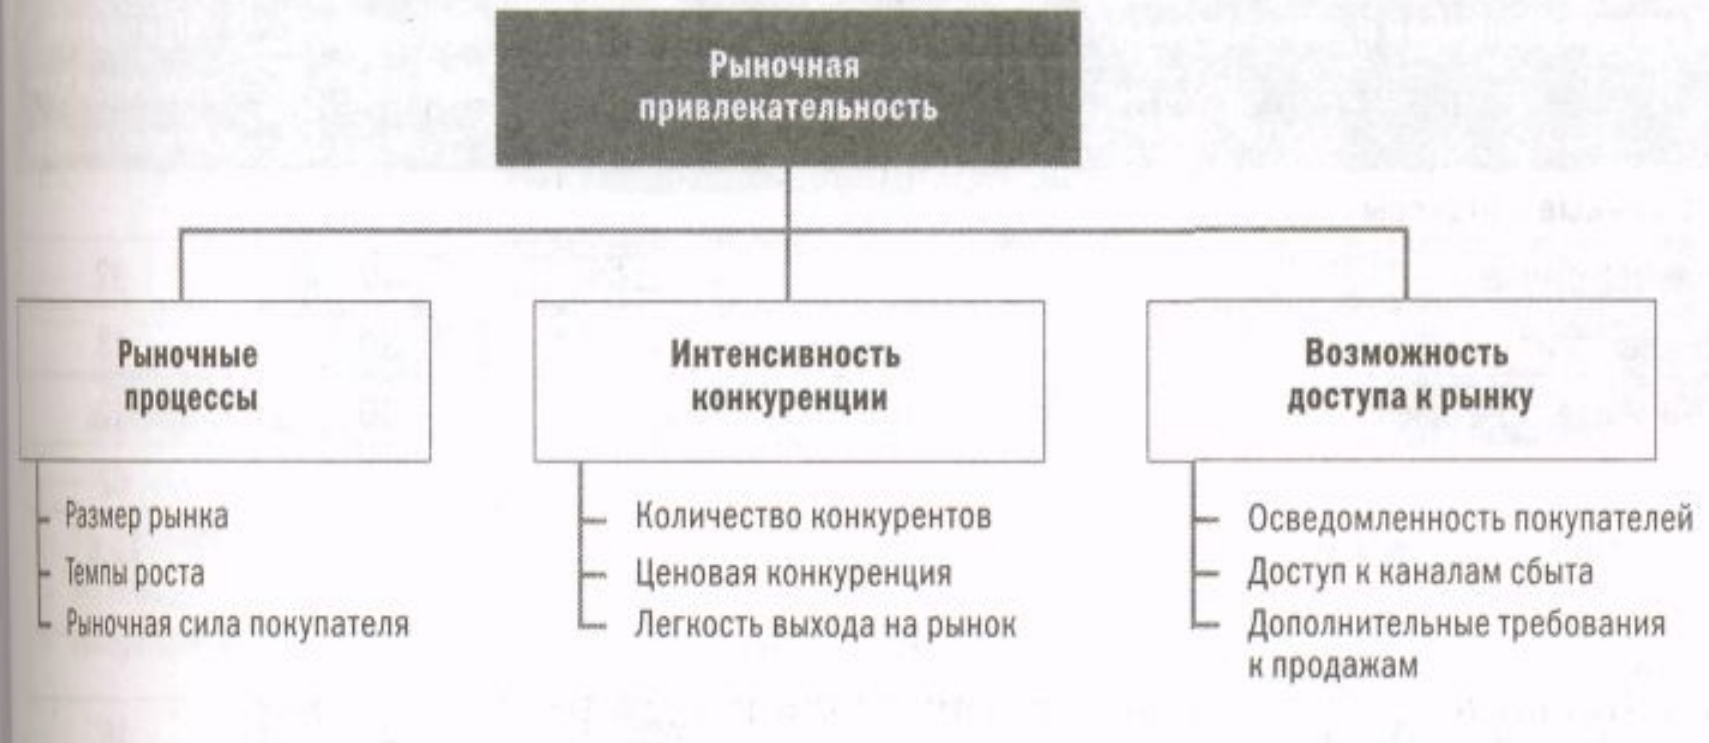 Рыночная
привлекательность
Рыночные
процессы
Размер рынка
Темпы роста
Рыночная сила покупателя
Интенсивность
конкуренции
Количество конкурентов
Ценовая конкуренция
Легкость выхода на рынок
Возможность
доступа к рынку
Осведомленность покупателей
Доступ к каналам сбыта
Дополнительные требования
к продажам